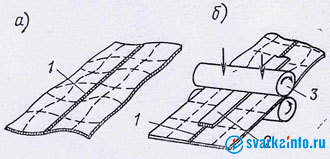 а)
б)
1
3
1
2
svarkainfo.ru